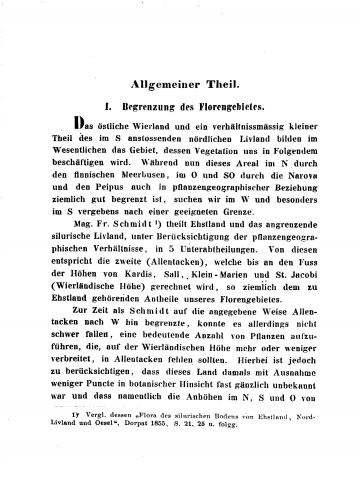 Allgemeiner Theil.
I. Begrenzung des Florengebietes.
Das östliche Wierland und ein verhältnissmässig kleiner
Theil des im S anstossenden nördlichen Livland bilden im
Wesentlichen das Gebiet, dessen Vegetation uns in Folgendem
beschäftigen wird. Während nun dieses Areal im N durch
den finnischen Meerbusen, im O und SO durch die Narova
und den Peipus auch in pflanzengeographischer Beziehung
ziemlich gut begrenzt ist, suchen wir im W und besonders
im S vergebens nach einer geeigneten Grenze.
Mag. Fr. Schmidt ¹) theilt Ehstland und das angrenzende
silurische Livland, unter Berücksichtigung der pflanzengeogra-
phischen Verhältnisse, in 5 Unterabtheilungen. Von diesen
entspricht die zweite (Allentacken), welche bis an den Fuss
der Höhen von Kardis, Sall, Klein-Marien und St. Jacobi
(Wierländische Höhe) gerechnet wird, so ziemlich dem zu
Ehstland gehörenden Antheile unseres Florengebietes.
Zur Zeit als Schmidt auf die angegebene Weise Allen-
tacken nach W hin begrenzte, konnte es allerdings nicht
schwer fallen, eine bedeutende Anzahl von Pflanzen aufzu-
führen, die, auf der Wierländischen Höhe mehr oder weniger
verbreitet, in Allentacken fehlen sollten. Hierbei ist jedoch
zu berücksichtigen, dass dieses Land damals mit Ausnahme
weniger Puncte in botanischer Hinsicht fast gänzlich unbekannt
war und dass namentlich die Anhöhen im N, S und O von
1) Vergl. dessen „Flora des silurischen Bodens von Ehstland, Nord-
Livland und Oesel“, Dorpat 1855, S. 21, 25 u. folgg.